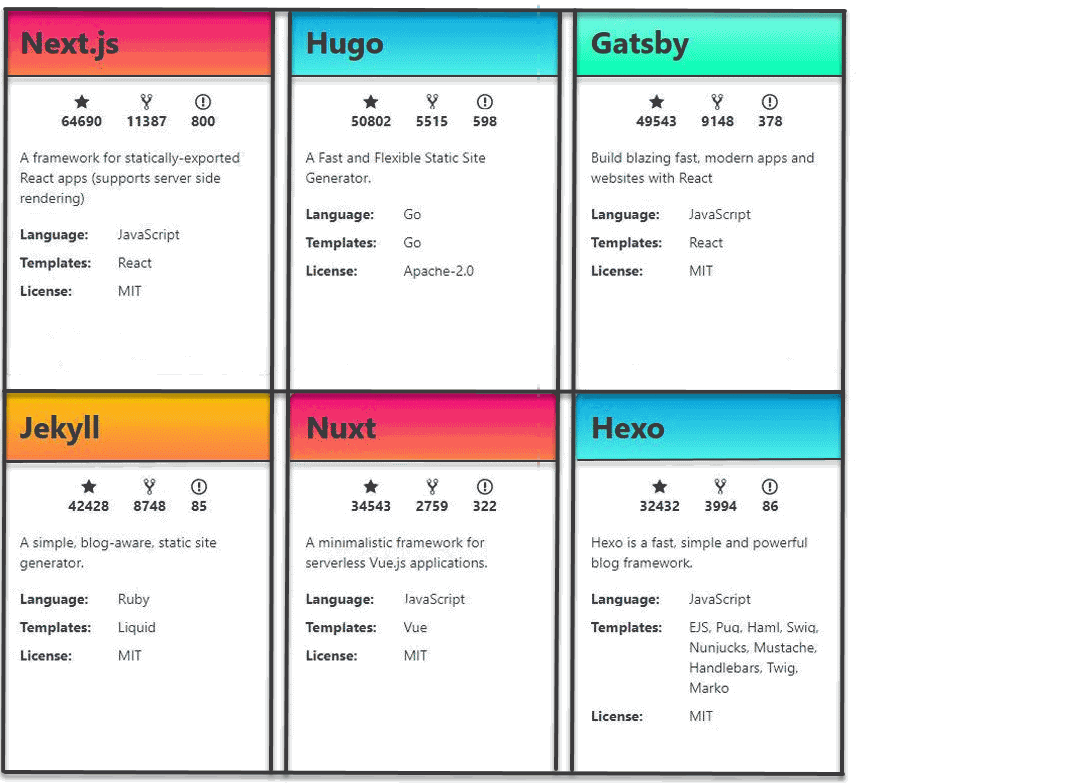 Next.js
64690 11387 800
A framework for statically-exported
React apps (supports server side
rendering)
Language: JavaScript
Templates: React
License: MIT
Hugo
50802 5515 598
A Fast and Flexible Static Site
Generator.
Language: Go
Templates: Go
License: Apache-2.0
Gatsby
49543 9148 378
Build blazing fast, modern apps and
websites with React
Language: JavaScript
Templates: React
License: MIT
Jekyll
42428 8748 85
A simple, blog-aware, static site
generator.
Language: Ruby
Templates: Liquid
License: MIT
Nuxt
34543 2759 322
A minimalistic framework for
serverless Vue.js applications.
Language: JavaScript
Templates: Vue
License: MIT
Hexo
32432 3994 86
Hexo is a fast, simple and powerful
blog framework.
Language: JavaScript
Templates: EJS, Pug, Haml, Swig,
Nunjucks, Mustache,
Handlebars, Twig,
Marko
License: MIT